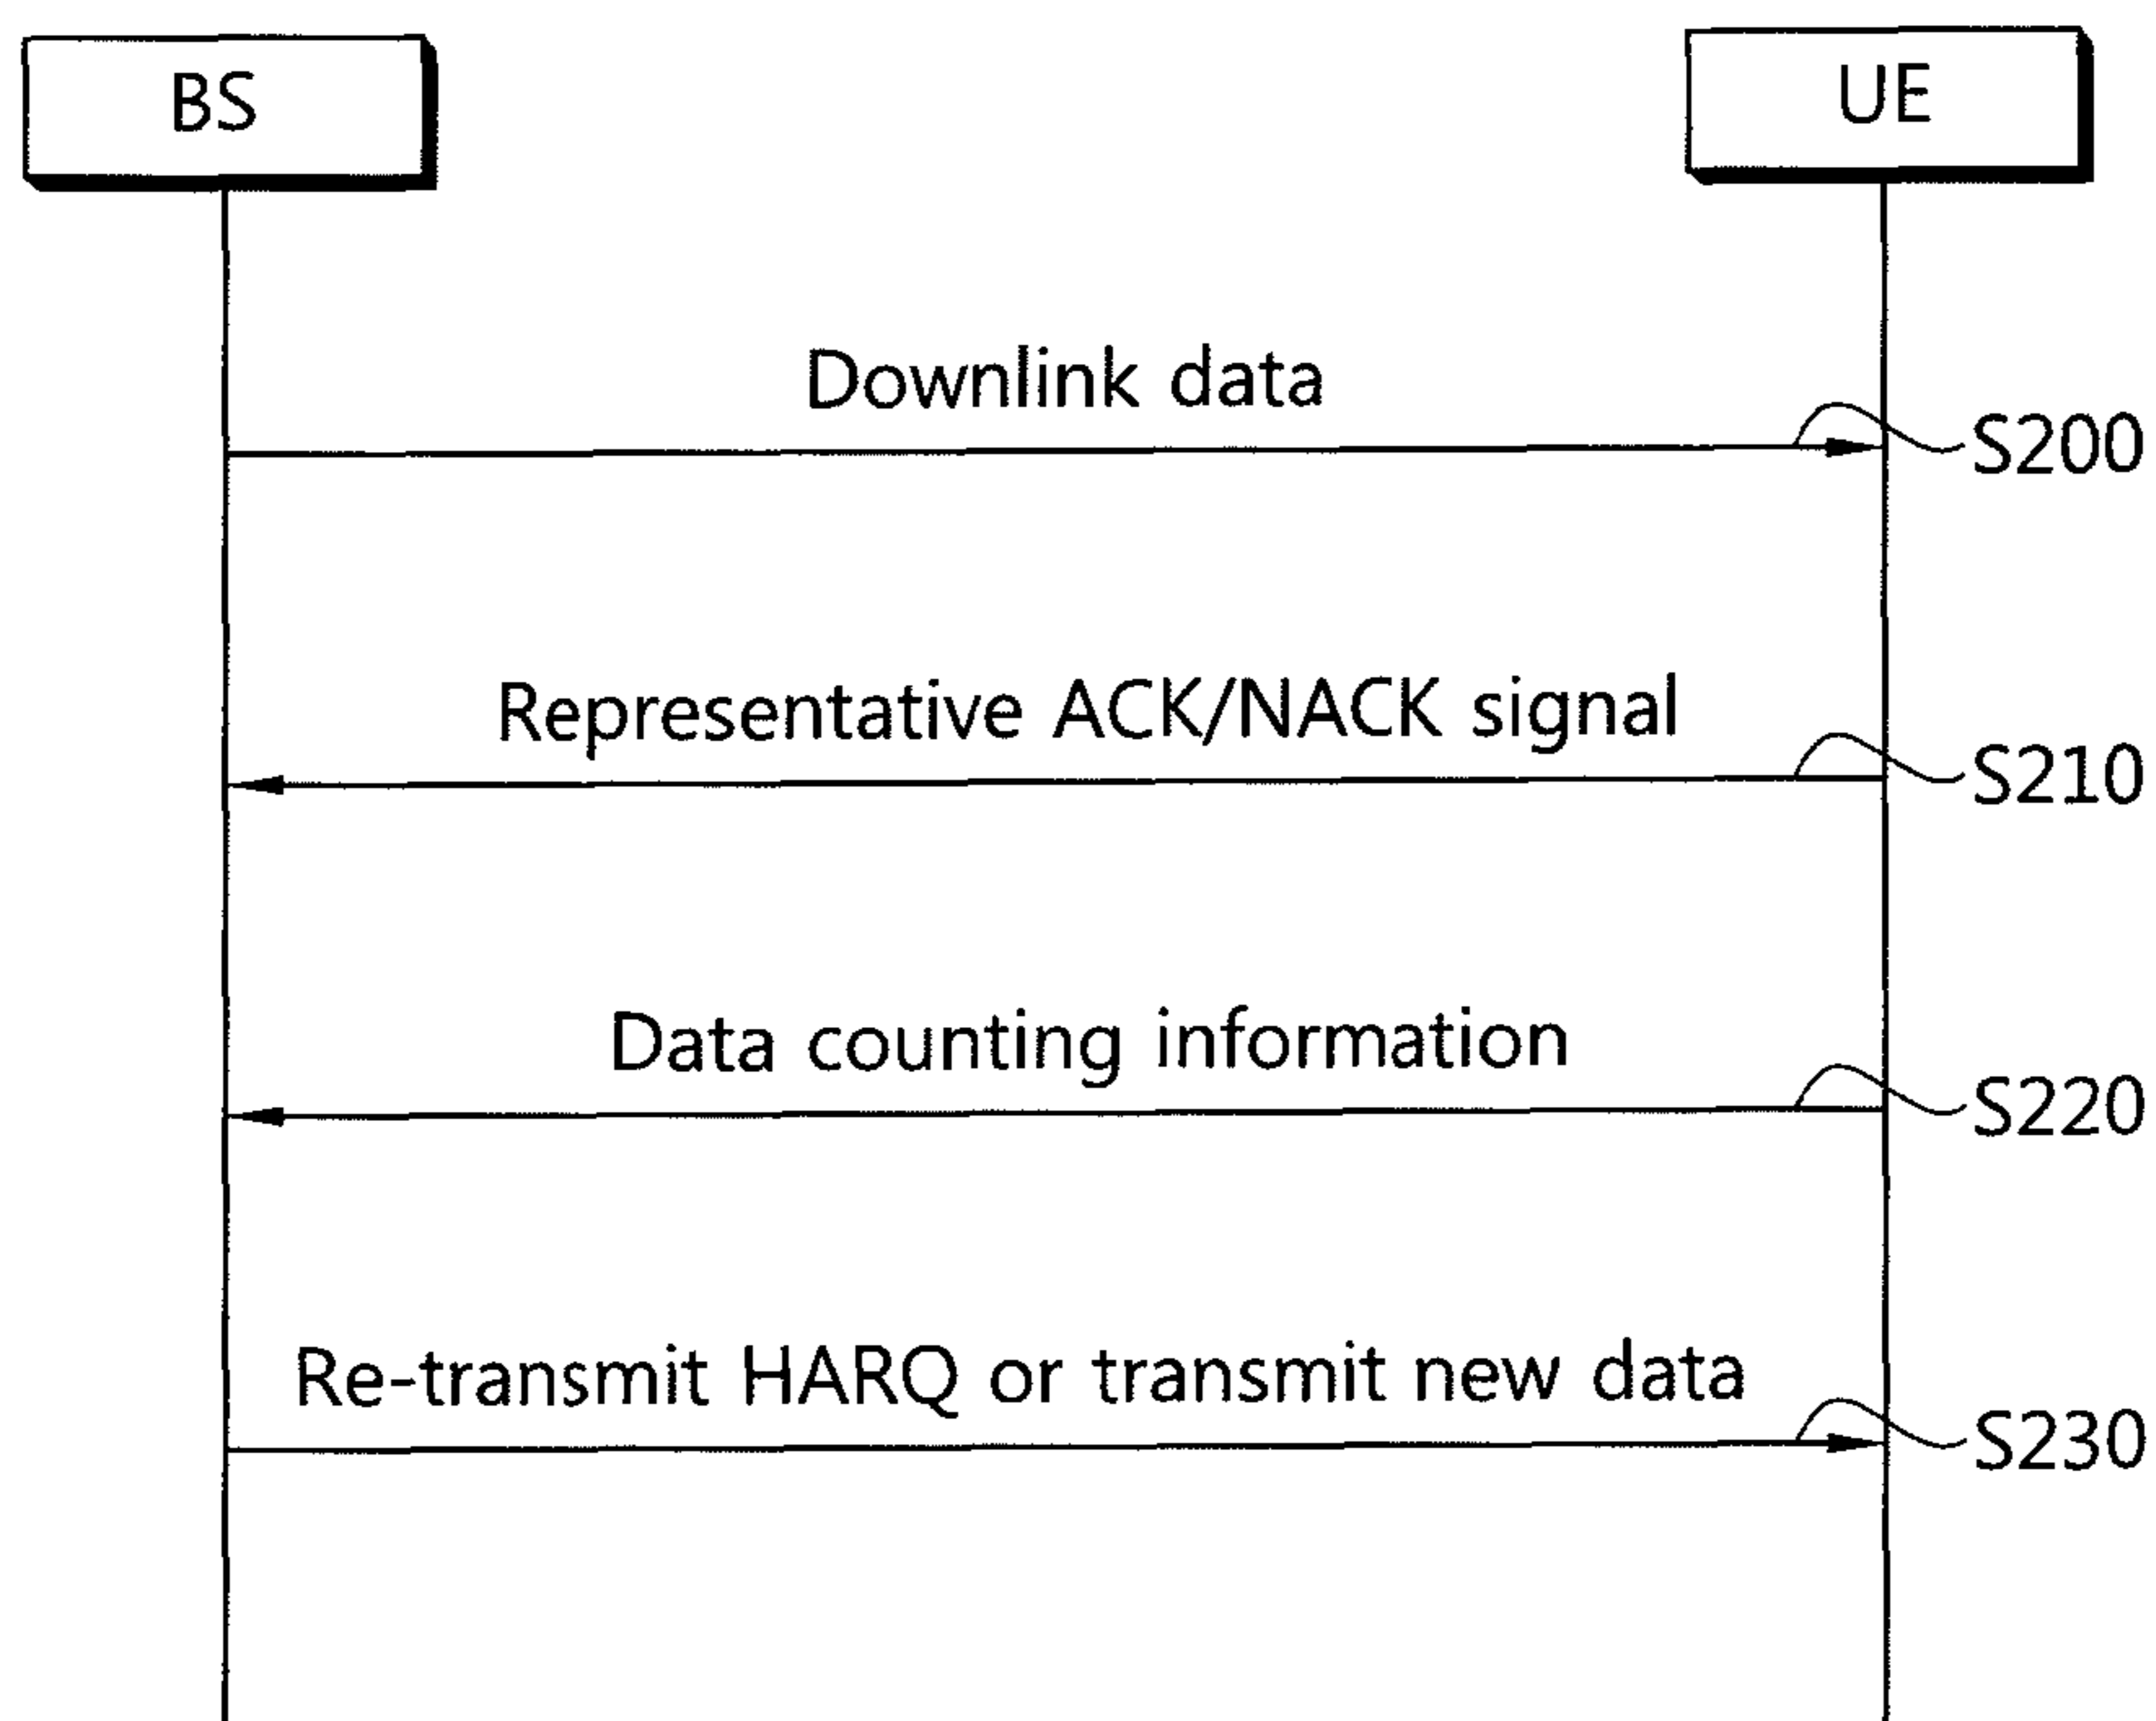 BS
UE
Downlink data
S200
Representative ACK/NACK signal
S210
Data counting information
S220
Re-transmit HARQ or transmit new data
S230